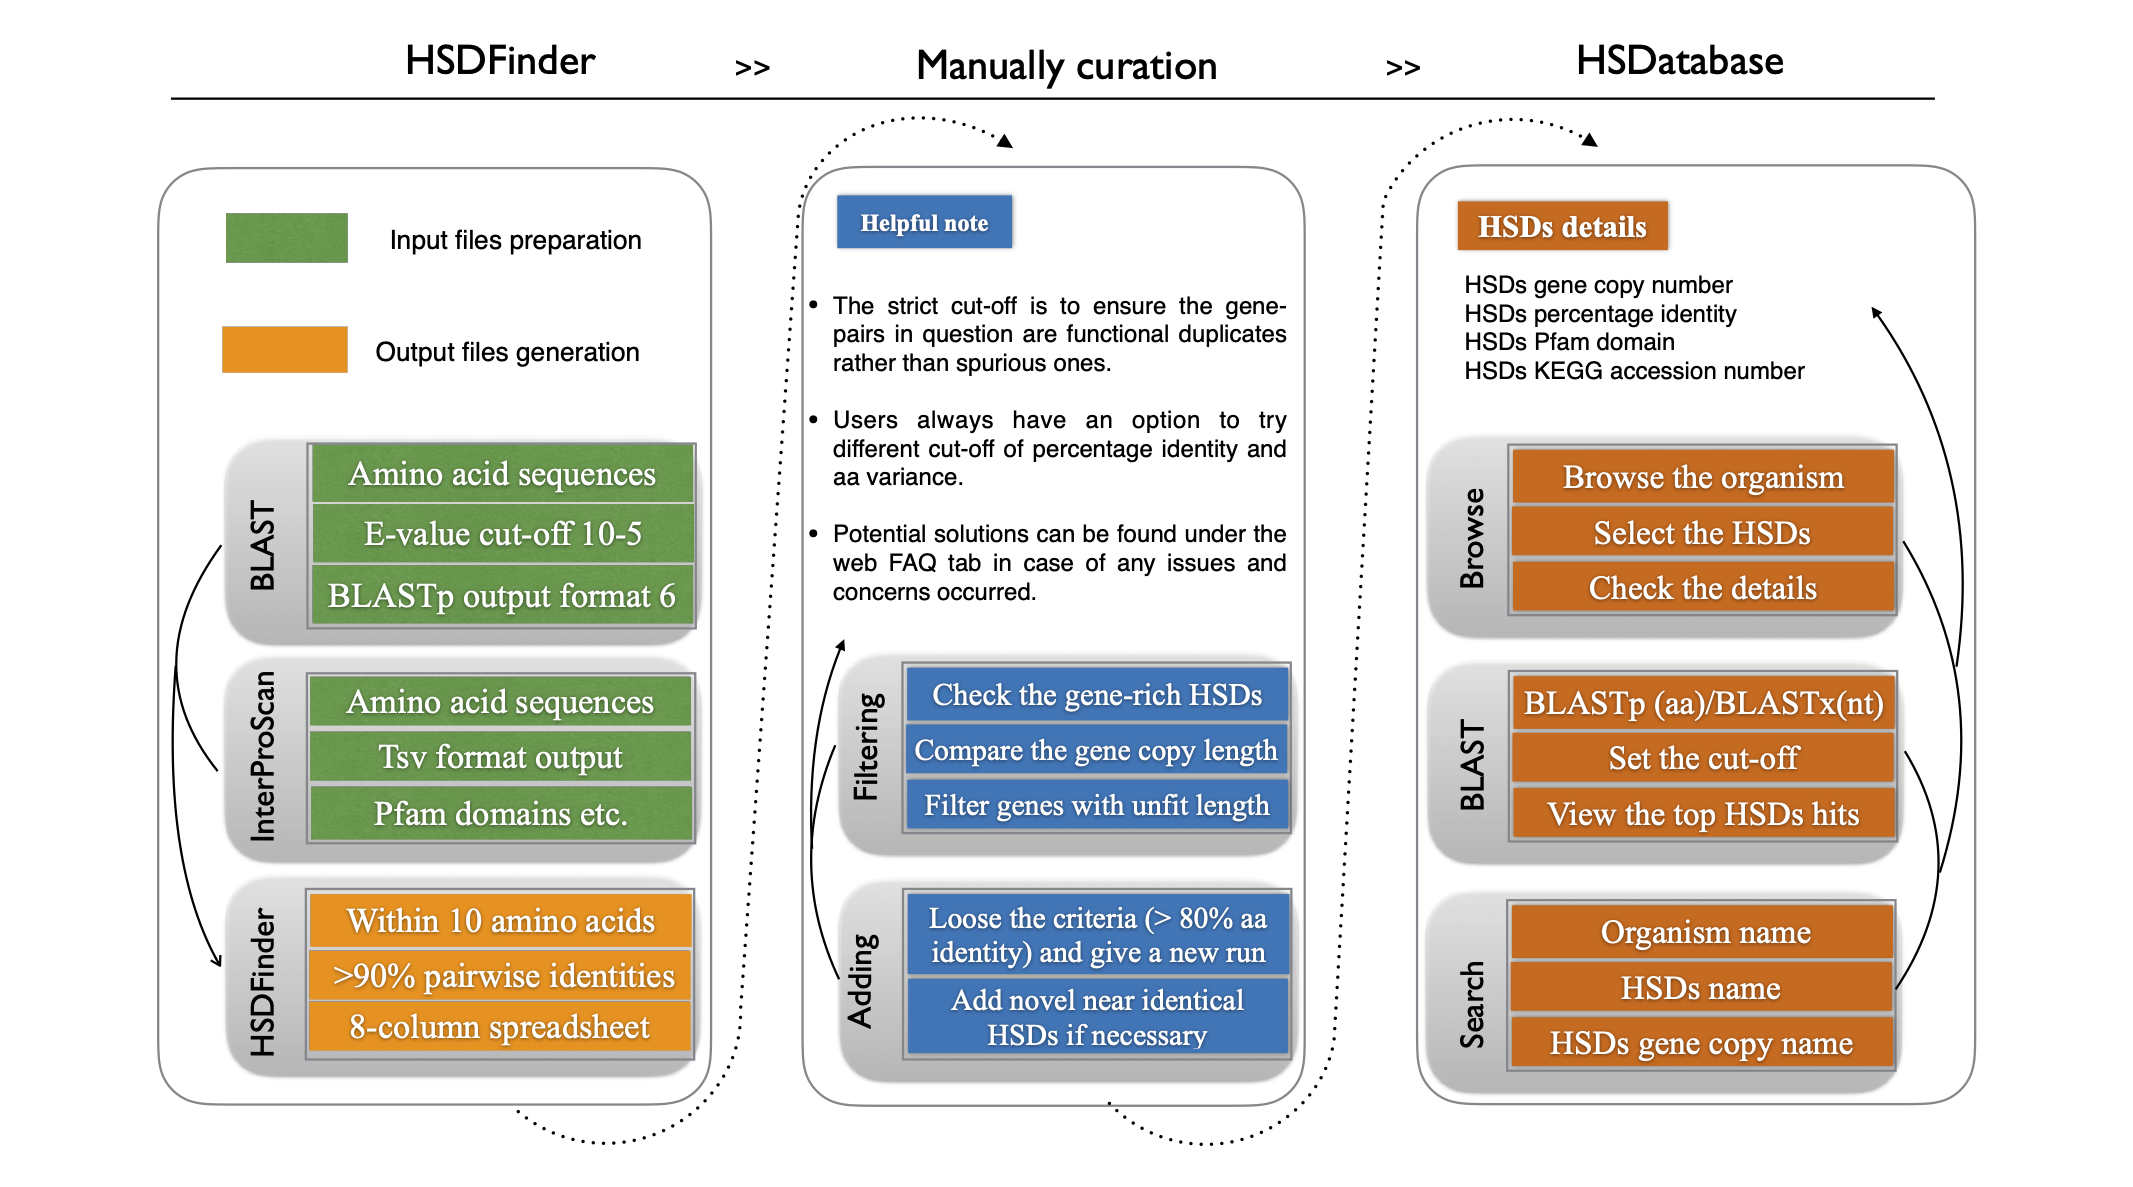 HSDFinder >> Manually curation >> HSDatabase
Input files preparation
Output files generation
BLAST
Amino acid sequences
E-value cut-off 10-5
BLASTp output format 6
InterProScan
Amino acid sequences
Tsv format output
Pfam domains etc.
HSDFinder
Within 10 amino acids
>90% pairwise identities
8-column spreadsheet
Helpful note
• The strict cut-off is to ensure the gene-
pairs in question are functional duplicates
rather than spurious ones.
• Users always have an option to try
different cut-off of percentage identity and
aa variance.
• Potential solutions can be found under the
web FAQ tab in case of any issues and
concerns occurred.
Filtering
Check the gene-rich HSDs
Compare the gene copy length
Filter genes with unfit length
Adding
Loose the criteria (> 80% aa
identity) and give a new run
Add novel near identical
HSDs if necessary
HSDs details
HSDs gene copy number
HSDs percentage identity
HSDs Pfam domain
HSDs KEGG accession number
Browse
Browse the organism
Select the HSDs
Check the details
BLAST
BLASTp (aa)/BLASTx(nt)
Set the cut-off
View the top HSDs hits
Search
Organism name
HSDs name
HSDs gene copy name